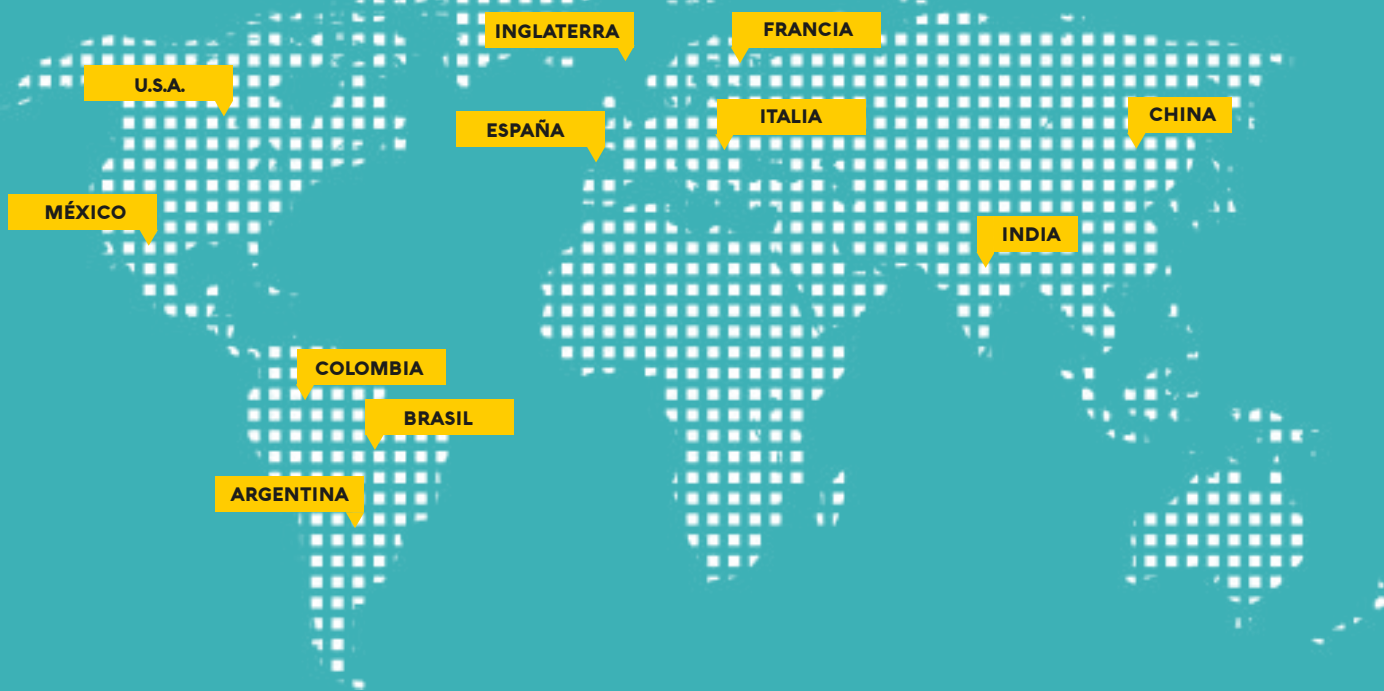 INGLATERRA
FRANCIA
U.S.A.
ESPAÑA
ITALIA
CHINA
MÉXICO
INDIA
COLOMBIA
BRASIL
ARGENTINA